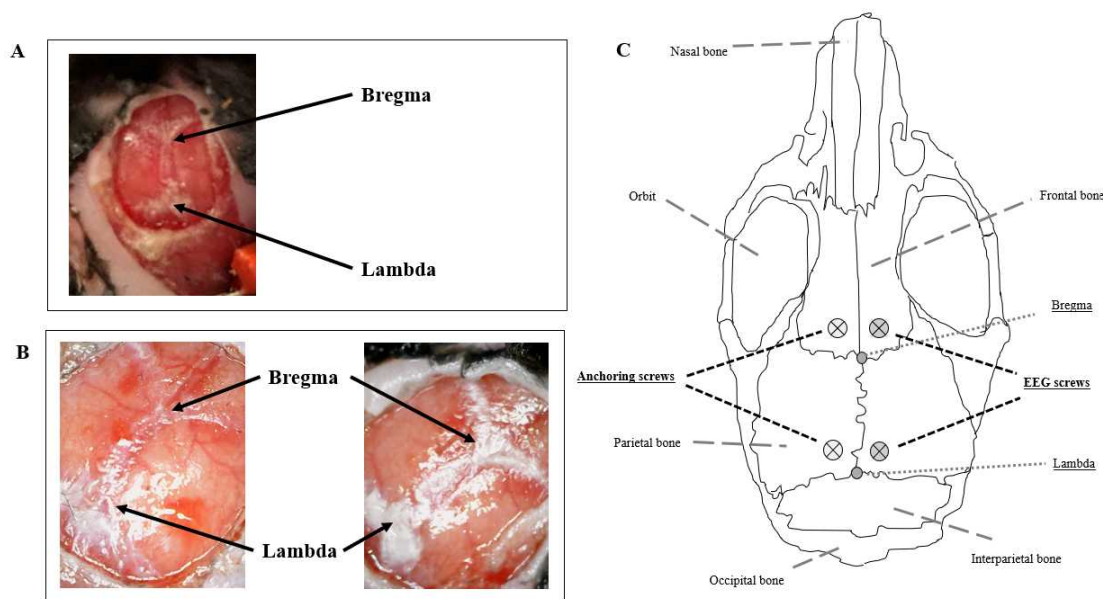 A
Bregma
Lambda
B
Bregma
Lambda
C
Nasal bone
Orbit
Frontal bone
Bregma
Anchoring screws
EEG screws
Parietal bone
Lambda
Interparietal bone
Occipital bone